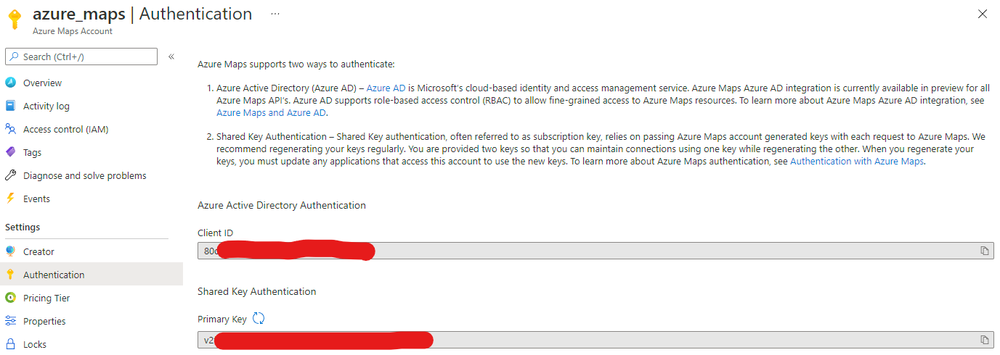 azure_maps | Authentication ...
Azure Maps Account
Search (Ctrl+/)
«
Overview
Activity log
Access control (IAM)
Tags
Diagnose and solve problems
Events
Settings
Creator
Authentication
Pricing Tier
Properties
Locks
Azure Maps supports two ways to authenticate:
1. Azure Active Directory (Azure AD) – Azure AD is Microsoft's cloud-based identity and access management service. Azure Maps Azure AD integration is currently available in preview for all
Azure Maps API's. Azure AD supports role-based access control (RBAC) to allow fine-grained access to Azure Maps resources. To learn more about Azure Maps Azure AD integration, see
Azure Maps and Azure AD.
2. Shared Key Authentication – Shared Key authentication, often referred to as subscription key, relies on passing Azure Maps account generated keys with each request to Azure Maps. We
recommend regenerating your keys regularly. You are provided two keys so that you can maintain connections using one key while regenerating the other. When you regenerate your
keys, you must update any applications that access this account to use the new keys. To learn more about Azure Maps authentication, see Authentication with Azure Maps.
Azure Active Directory Authentication
Client ID
80
Shared Key Authentication
Primary Key
v2